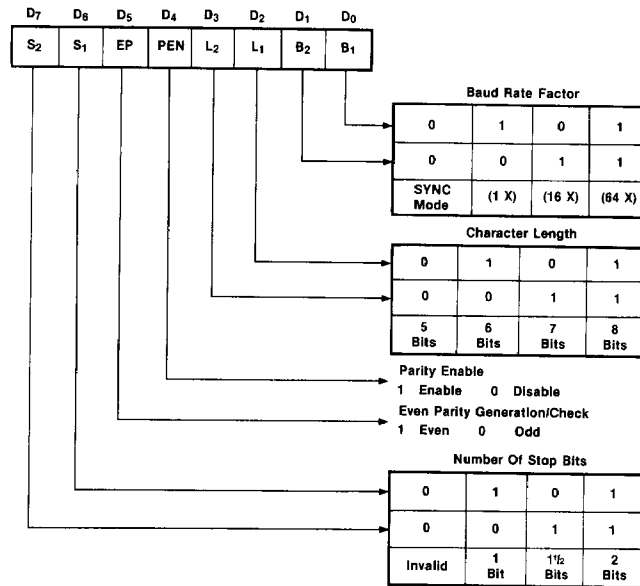 D7 D6 D5 D4 D3 D2 D1 D0
S2 S1 EP PEN L2 L1 B2 B1
Baud Rate Factor
0 1 0 1
0 0 1 1
SYNC Mode (1 X) (16 X) (64 X)
Character Length
0 1 0 1
0 0 1 1
5 Bits 6 Bits 7 Bits 8 Bits
Parity Enable
1 Enable 0 Disable
Even Parity Generation/Check
1 Even 0 Odd
Number Of Stop Bits
0 1 0 1
0 0 1 1
Invalid 1 Bit 1½ Bits 2 Bits